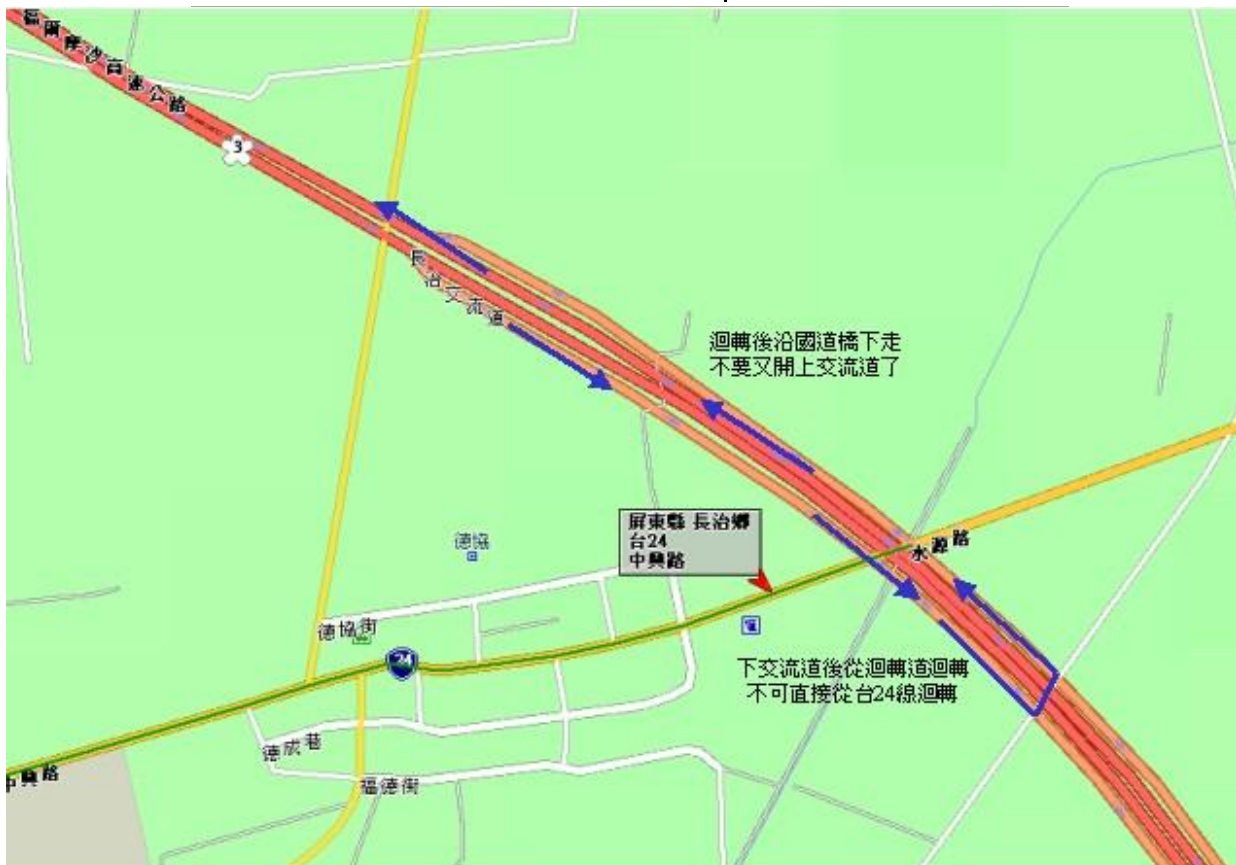 福爾摩沙高速公路
3
長治交流道
迴轉後沿國道橋下走
不要又開上交流道了
屏東縣 長治鄉
台24
中興路
水源路
德協
德協街
24
下交流道後從迴轉道迴轉
不可直接從台24線迴轉
德成巷
中興路
福德街